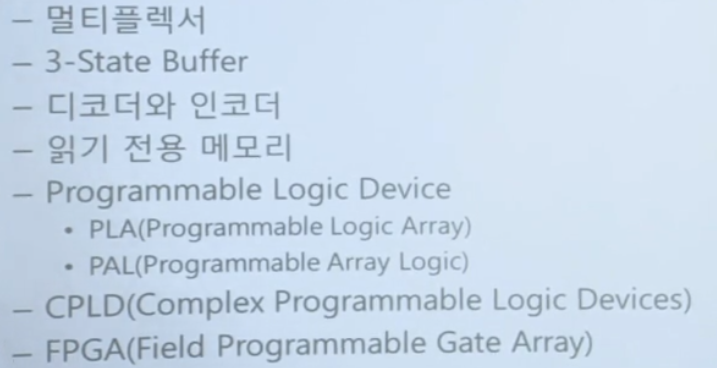 – 멀티플렉서
– 3-State Buffer
– 디코더와 인코더
– 읽기 전용 메모리
– Programmable Logic Device
• PLA(Programmable Logic Array)
• PAL(Programmable Array Logic)
– CPLD(Complex Programmable Logic Devices)
– FPGA(Field Programmable Gate Array)